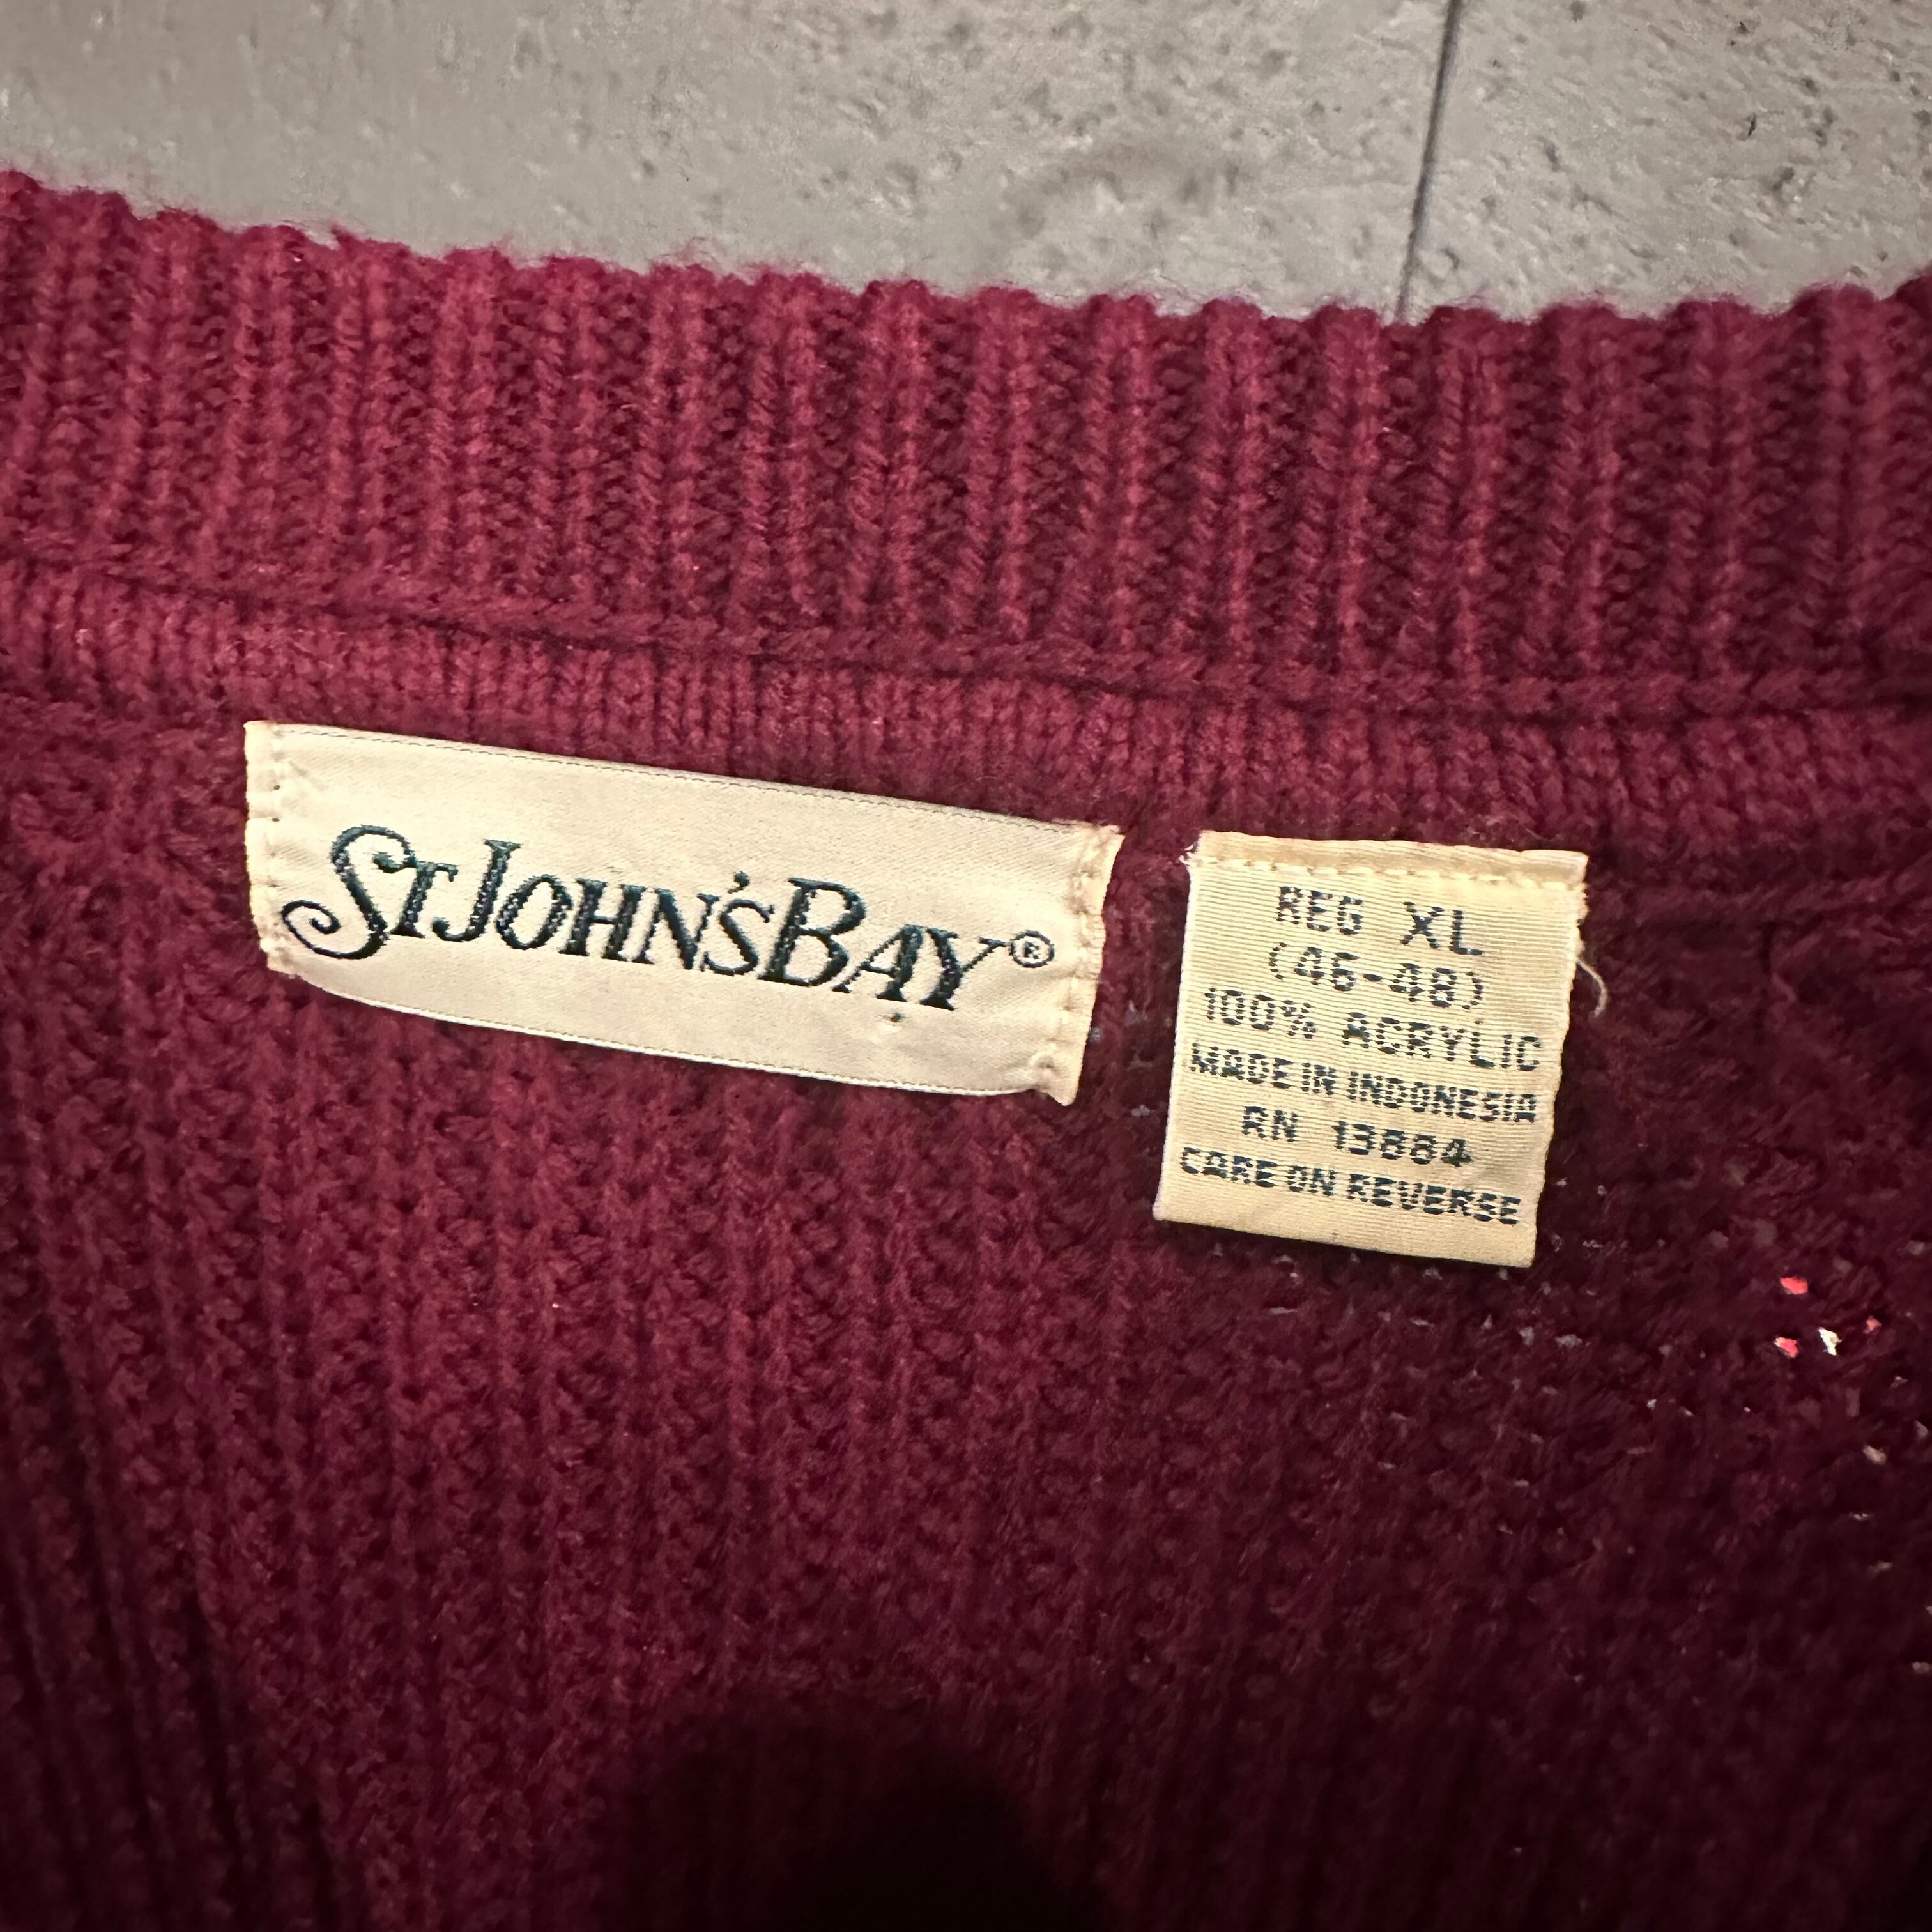 ST JOHN'S BAY®
REG XL
(46-48)
100% ACRYLIC
MADE IN INDONESIA
RN 13884
CARE ON REVERSE